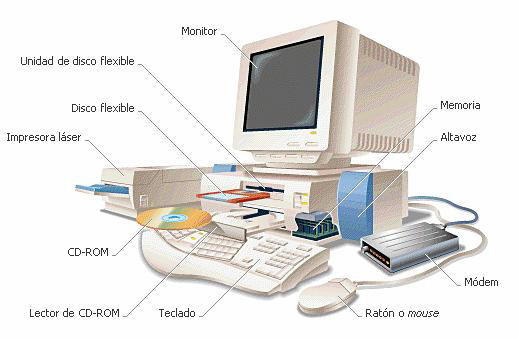 Monitor
Unidad de disco flexible
Disco flexible
Memoria
Impresora láser
Altavoz
CD-ROM
Módem
Lector de CD-ROM
Teclado
Ratón o mouse